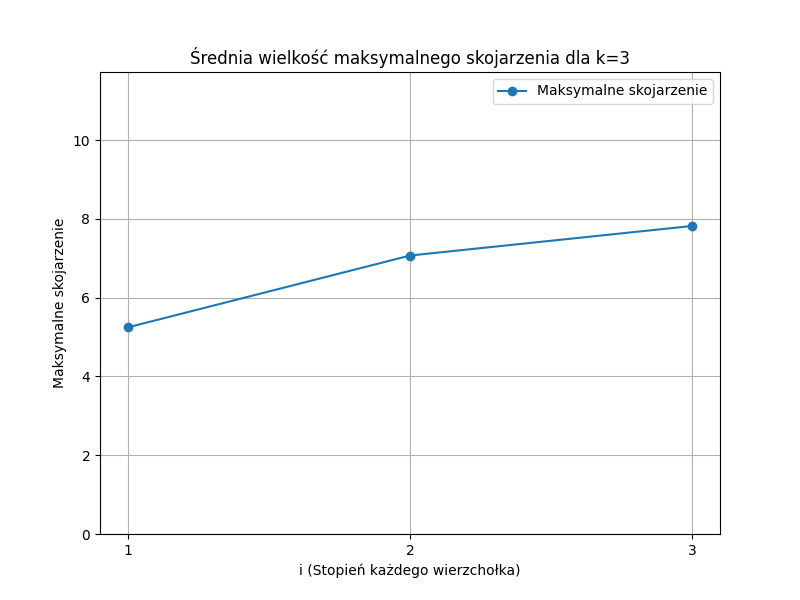 Średnia wielkość maksymalnego skojarzenia dla k=3
Maksymalne skojarzenie
Maksymalne skojarzenie
10
8
6
4
2
0
1 2 3
i (Stopień każdego wierzchołka)